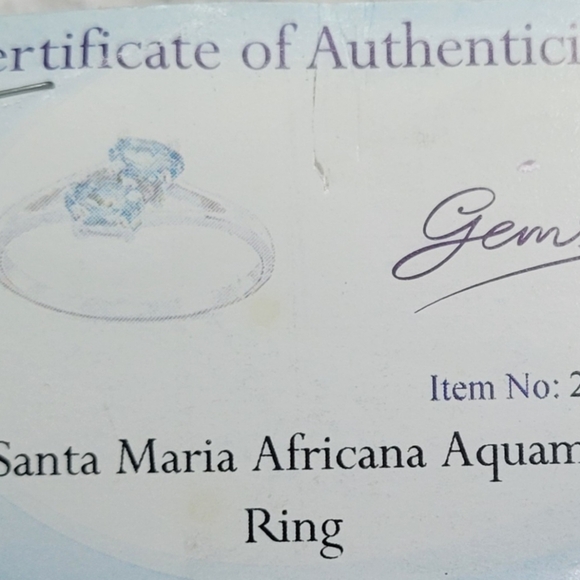 ertificate of Authentici
Gem
Item No: 2
Santa Maria Africana Aquam
Ring